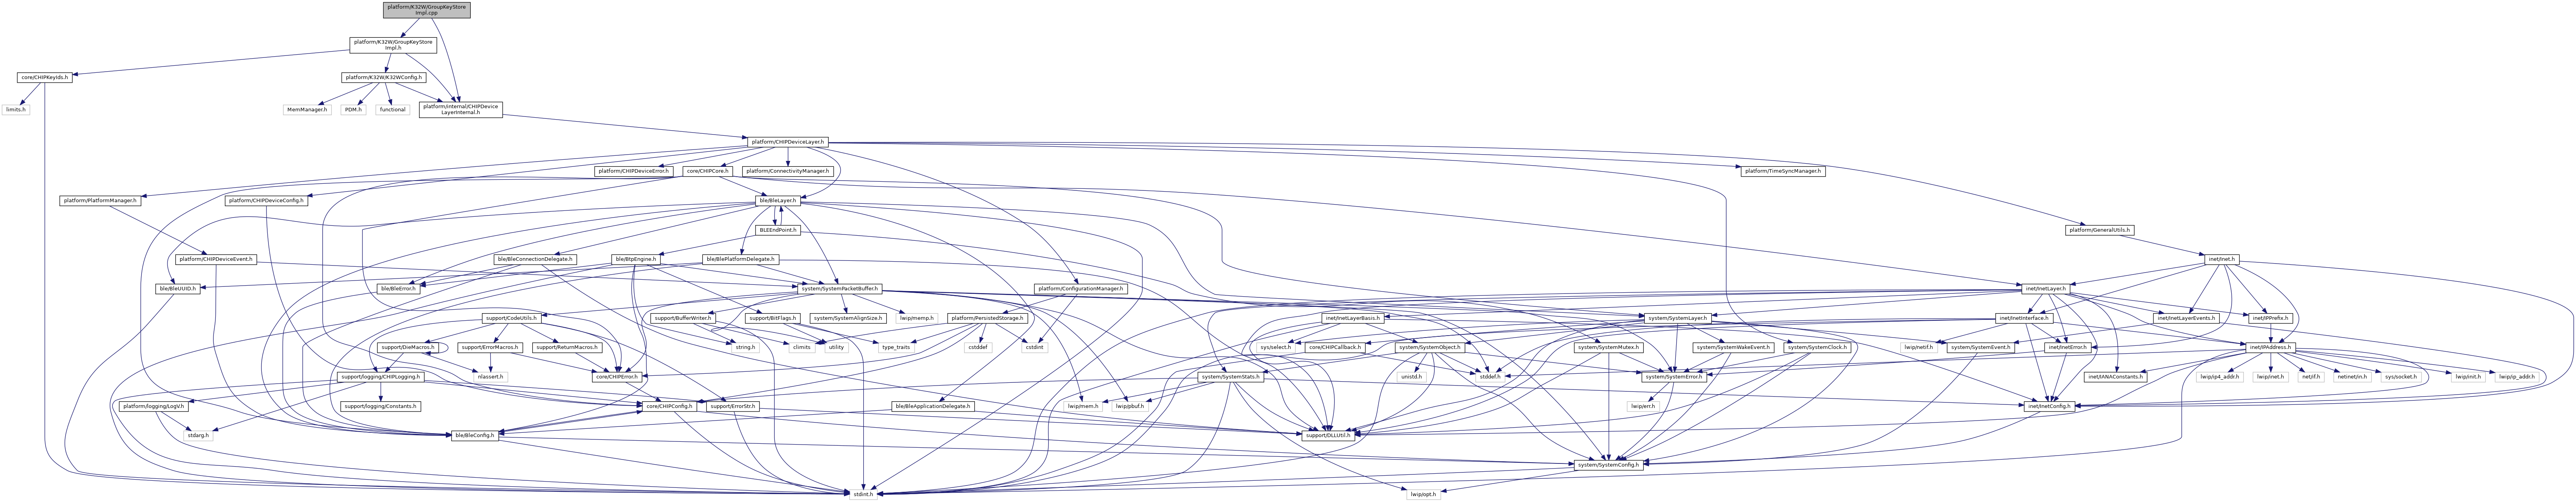 platform/K32W/GroupKeyStore
Impl.cpp
platform/K32W/GroupKeyStore
Impl.h
core/CHIPKeyIds.h
platform/K32W/K32WConfig.h
limits.h
MemManager.h
PDM.h
functional
platform/internal/CHIPDevice
LayerInternal.h
platform/CHIPDeviceLayer.h
platform/CHIPDeviceError.h
core/CHIPCore.h
platform/ConnectivityManager.h
platform/TimeSyncManager.h
platform/PlatformManager.h
platform/CHIPDeviceConfig.h
ble/BleLayer.h
BLEEndPoint.h
platform/GeneralUtils.h
platform/CHIPDeviceEvent.h
ble/BleConnectionDelegate.h
ble/BtpEngine.h
ble/BlePlatformDelegate.h
inet/Inet.h
ble/BleUUID.h
ble/BleError.h
system/SystemPacketBuffer.h
platform/ConfigurationManager.h
inet/InetLayer.h
support/CodeUtils.h
support/BufferWriter.h
support/BitFlags.h
system/SystemAlignSize.h
lwip/memp.h
platform/PersistedStorage.h
inet/InetLayerBasis.h
system/SystemLayer.h
inet/InetInterface.h
inet/InetLayerEvents.h
inet/IPPrefix.h
support/DieMacros.h
support/ErrorMacros.h
support/ReturnMacros.h
string.h
climits
utility
type_traits
cstddef
cstdint
sys/select.h
core/CHIPCallback.h
system/SystemObject.h
system/SystemMutex.h
system/SystemWakeEvent.h
system/SystemClock.h
lwip/netif.h
system/SystemEvent.h
inet/InetError.h
inet/IPAddress.h
support/logging/CHIPLogging.h
nlassert.h
core/CHIPError.h
system/SystemStats.h
unistd.h
stddef.h
system/SystemError.h
inet/IANAConstants.h
lwip/ip4_addr.h
lwip/inet.h
net/if.h
netinet/in.h
sys/socket.h
lwip/init.h
lwip/ip_addr.h
platform/logging/LogV.h
support/logging/Constants.h
core/CHIPConfig.h
support/ErrorStr.h
ble/BleApplicationDelegate.h
lwip/mem.h
lwip/pbuf.h
lwip/err.h
inet/InetConfig.h
stdarg.h
ble/BleConfig.h
support/DLLUtil.h
system/SystemConfig.h
stdint.h
lwip/opt.h